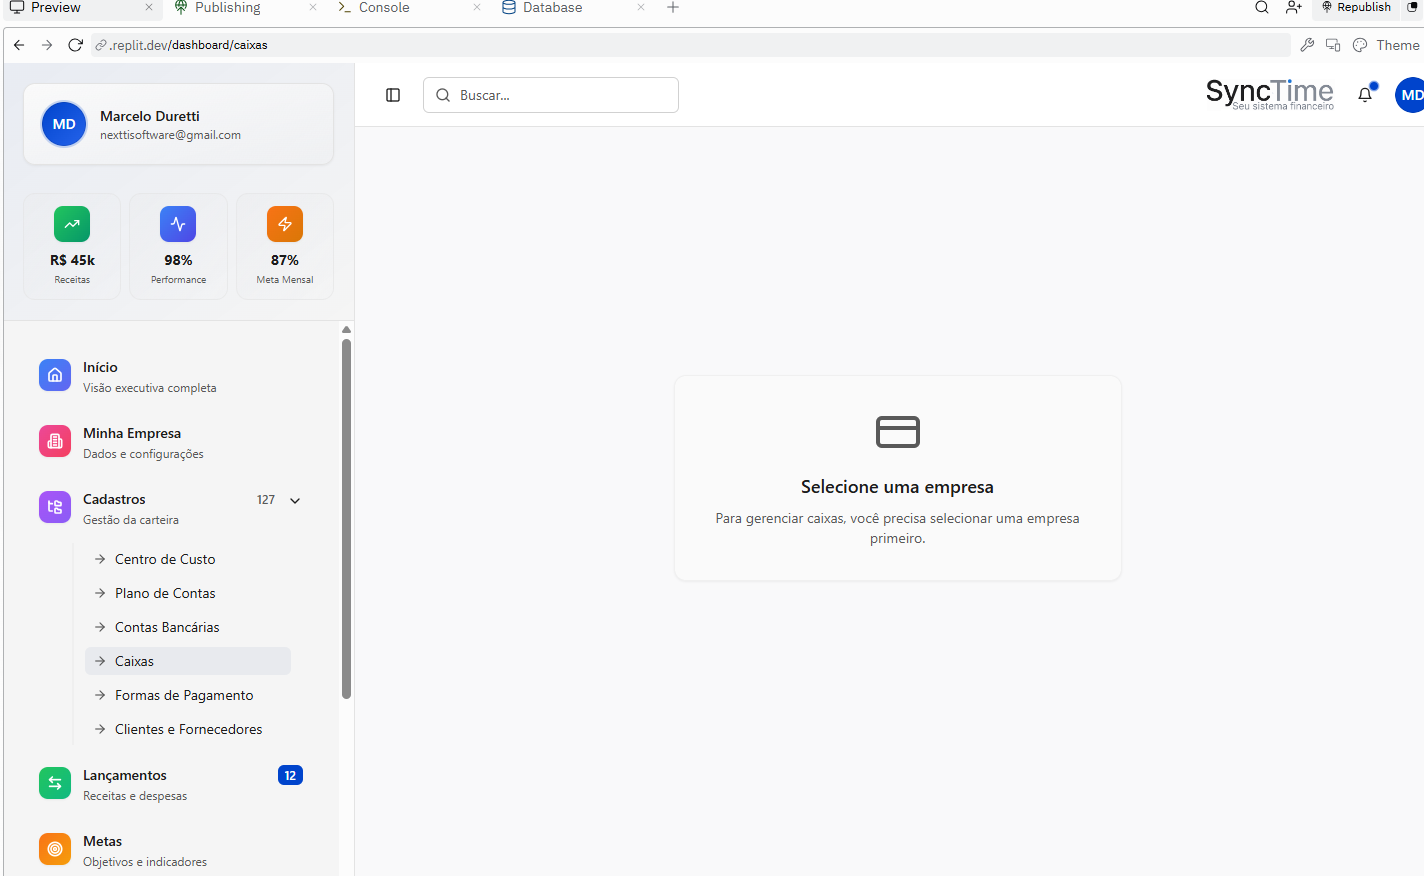 Preview
Publishing
Console
Database
Republish
.replit.dev/dashboard/caixas
Theme
MD
Marcelo Duretti
nexttisoftware@gmail.com
Buscar...
SyncTime
Seu sistema financeiro
MD
R$ 45k
Receitas
98%
Performance
87%
Meta Mensal
Início
Visão executiva completa
Minha Empresa
Dados e configurações
Cadastros
127
Gestão da carteira
Centro de Custo
Plano de Contas
Contas Bancárias
Caixas
Formas de Pagamento
Clientes e Fornecedores
Lançamentos
12
Receitas e despesas
Metas
Objetivos e indicadores
Selecione uma empresa
Para gerenciar caixas, você precisa selecionar uma empresa
primeiro.